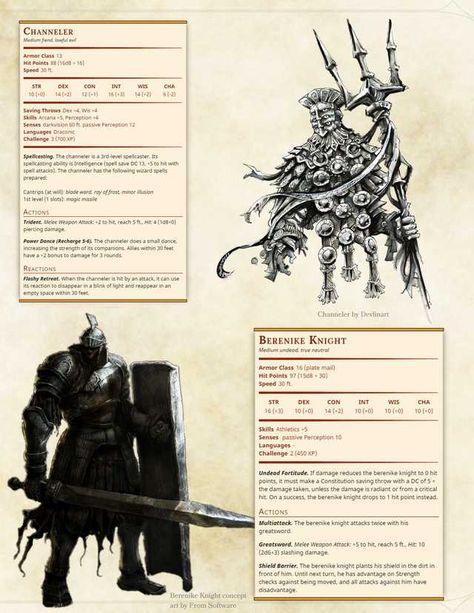 CHANNELER
Medium fiend, lawful evil
Armor Class 13
Hit Points 88 (16d8 + 16)
Speed 30 ft.
STR DEX CON INT WIS CHA
10 (+0) 14 (+2) 12 (+1) 16 (+3) 14 (+2) 6 (-2)
Saving Throws Dex +4, Wis +4
Skills Arcana +5, Perception +4
Senses darkvision 60 ft. passive Perception 12
Languages Draconic
Challenge 3 (700 XP)
Spellcasting. The channeler is a 3rd-level spellcaster. Its
spellcasting ability is Intelligence (spell save DC 13, +5 to hit with
spell attacks). The channeler has the following wizard spells
prepared:
Cantrips (at will): blade ward, ray of frost, minor illusion
1st level (1 slots): magic missile
ACTIONS
Trident. Melee Weapon Attack: +2 to hit, reach 5 ft., Hit: 4 (1d8+0)
piercing damage.
Power Dance (Recharge 5-6). The channeler does a small dance,
increasing the strength of its companions. Allies within 30 feet
have a +2 bonus to damage for 3 rounds.
REACTIONS
Flashy Retreat. When the channeler is hit by an attack, it can use
its reaction to disappear in a blink of light and reappear in an
empty space within 30 feet.
Channeler by Devfinart
BERENIKE KNIGHT
Medium undead, true neutral
Armor Class 16 (plate mail)
Hit Points 97 (15d8 + 30)
Speed 30 ft.
STR DEX CON INT WIS CHA
16 (+3) 10 (+0) 14 (+2) 10 (+0) 10 (+0) 10 (+0)
Skills Athletics +5
Senses passive Perception 10
Languages -
Challenge 2 (450 XP)
Undead Fortitude. If damage reduces the berenike knight to 0 hit
points, it must make a Constitution saving throw with a DC of 5 +
the damage taken, unless the damage is radiant or from a critical
hit. On a success, the berenike knight drops to 1 hit point instead.
ACTIONS
Multiattack. The berenike knight attacks twice with his
greatsword.
Greatsword. Melee Weapon Attack: +5 to hit, reach 5 ft., Hit: 10
(2d6+3) slashing damage.
Shield Barrier. The berenike knight plants his shield in the dirt in
front of him. Until next turn, he has advantage on Strength
checks against being moved, and all attacks against him have
disadvantage.
Berenike Knight concept
art by From Software